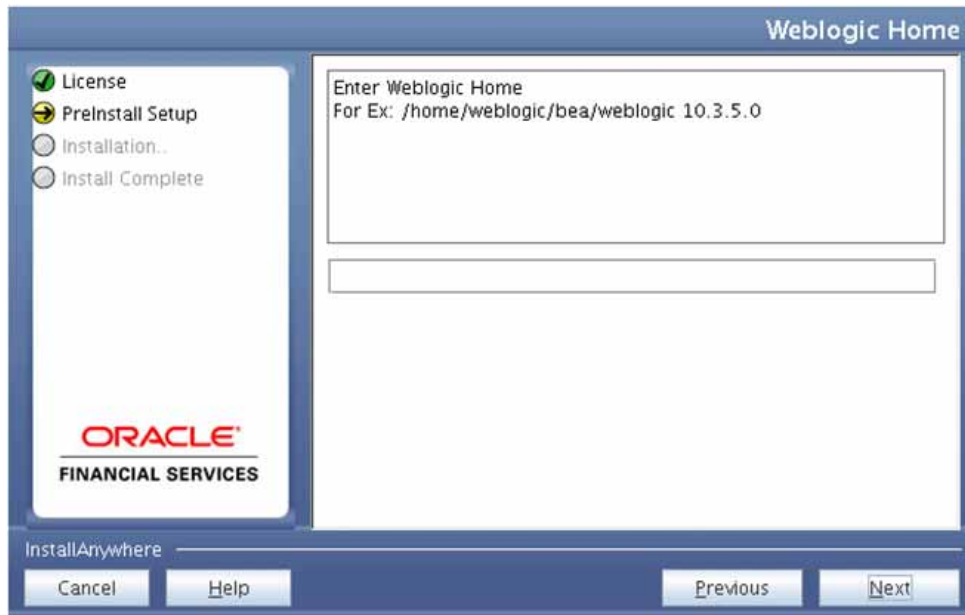 Weblogic Home
License
PreInstall Setup
Installation..
Install Complete
Enter Weblogic Home
For Ex: /home/weblogic/bea/weblogic 10.3.5.0
ORACLE'
FINANCIAL SERVICES
InstallAnywhere
Cancel
Help
Previous
Next